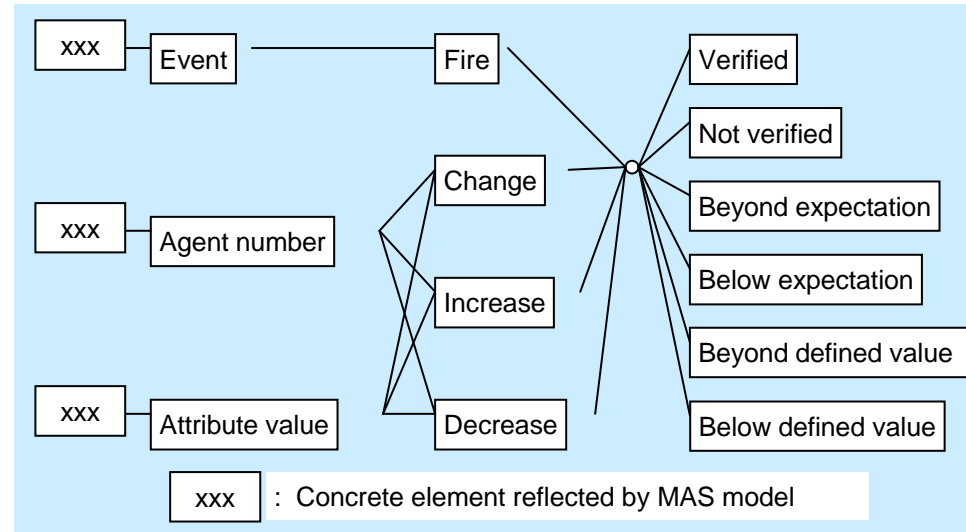 xxx Event Fire Verified
Not verified
Change
Beyond expectation
xxx Agent number
Below expectation
Increase
Beyond defined value
xxx Attribute value Decrease Below defined value
xxx : Concrete element reflected by MAS model